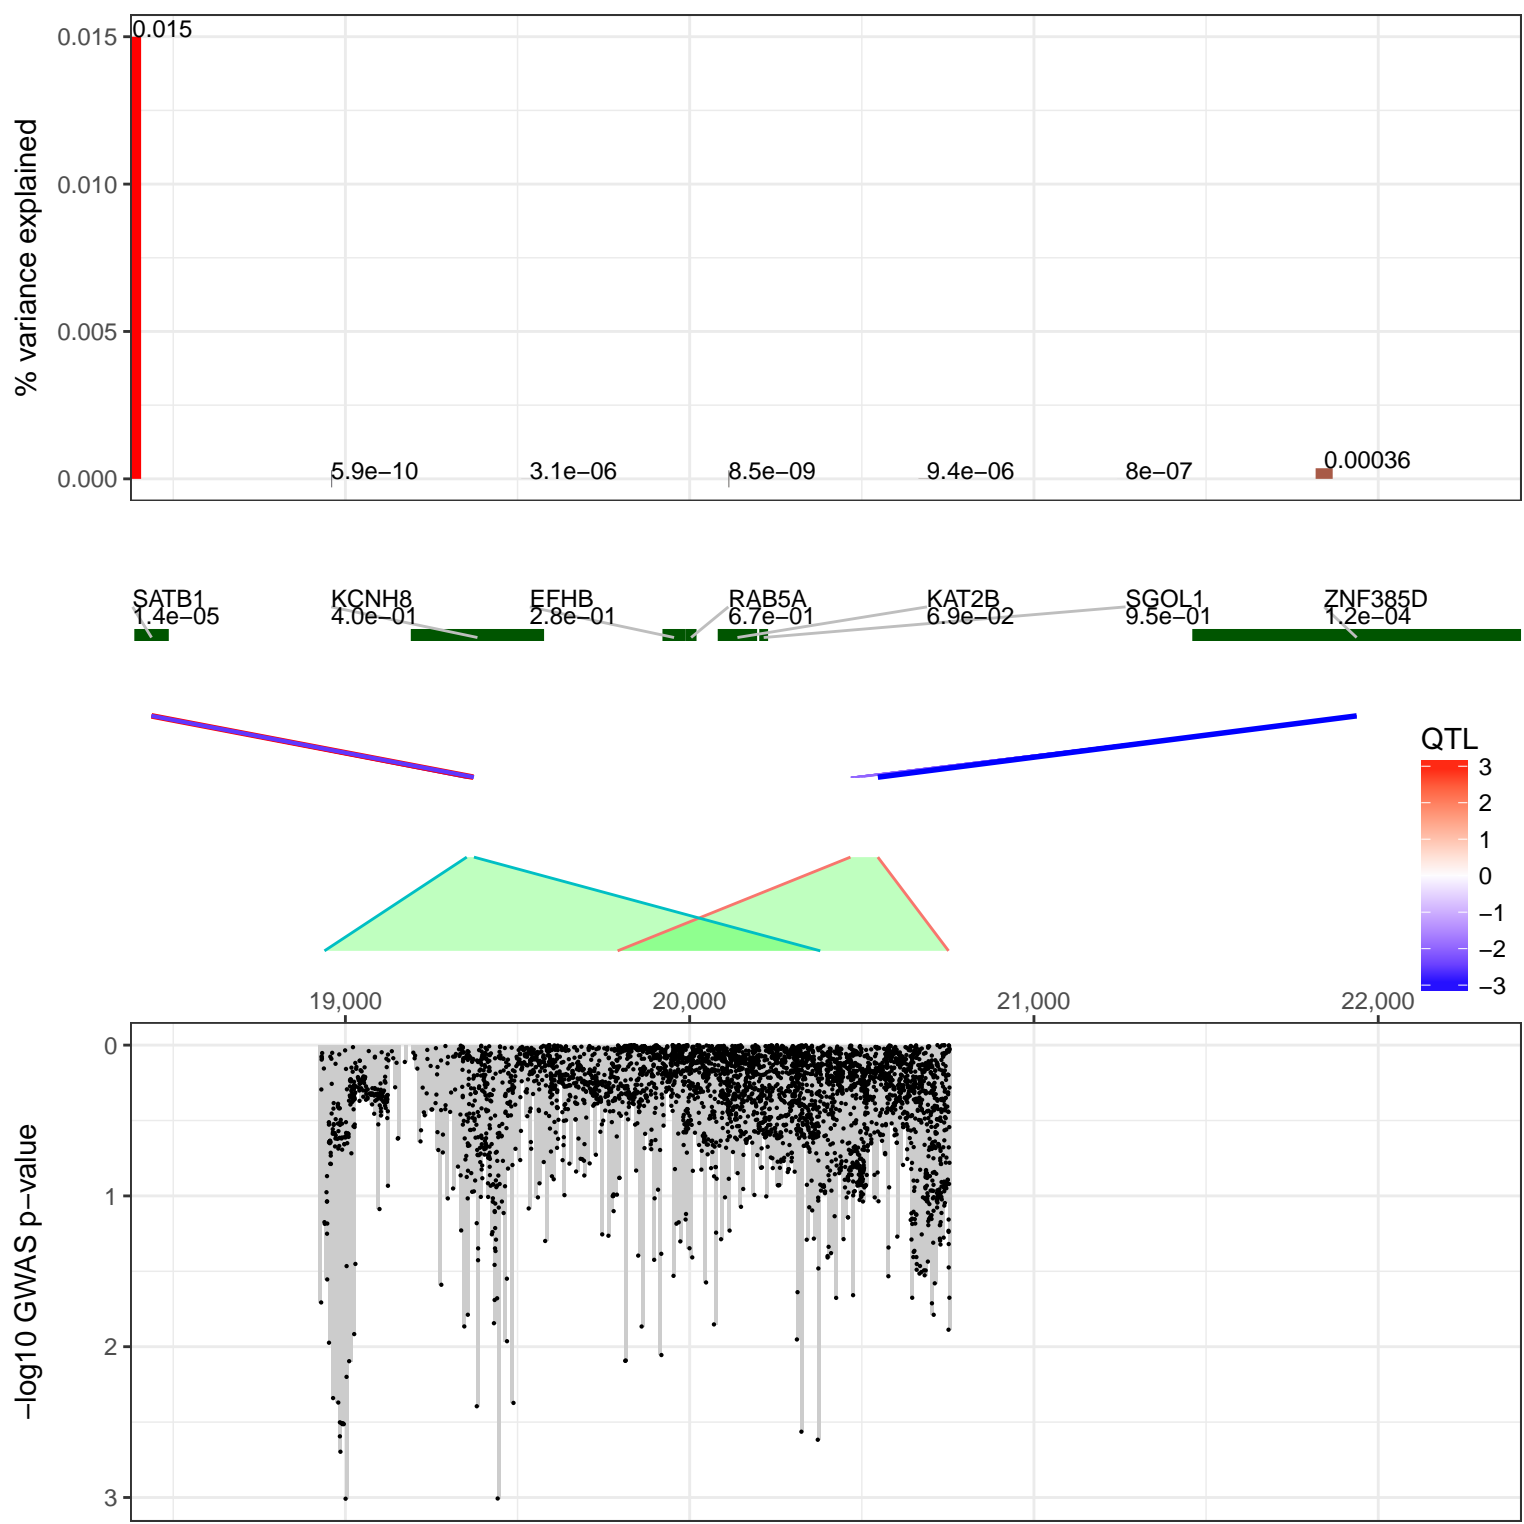 0.015
0.015
0.010
0.005
0.000
% variance explained
5.9e−10
3.1e−06
8.5e−09
9.4e−06
8e−07
0.00036
SATB1 KCNH8 EFHB RAB5A KAT2B SGOL1 ZNF385D
1.4e−05 4.0e−01 2.8e−01 6.7e−01 6.9e−02 9.5e−01 1.2e−04
QTL
3
2
1
0
−1
−2
−3
19,000 20,000 21,000 22,000
0
1
2
3
−log10 GWAS p−value